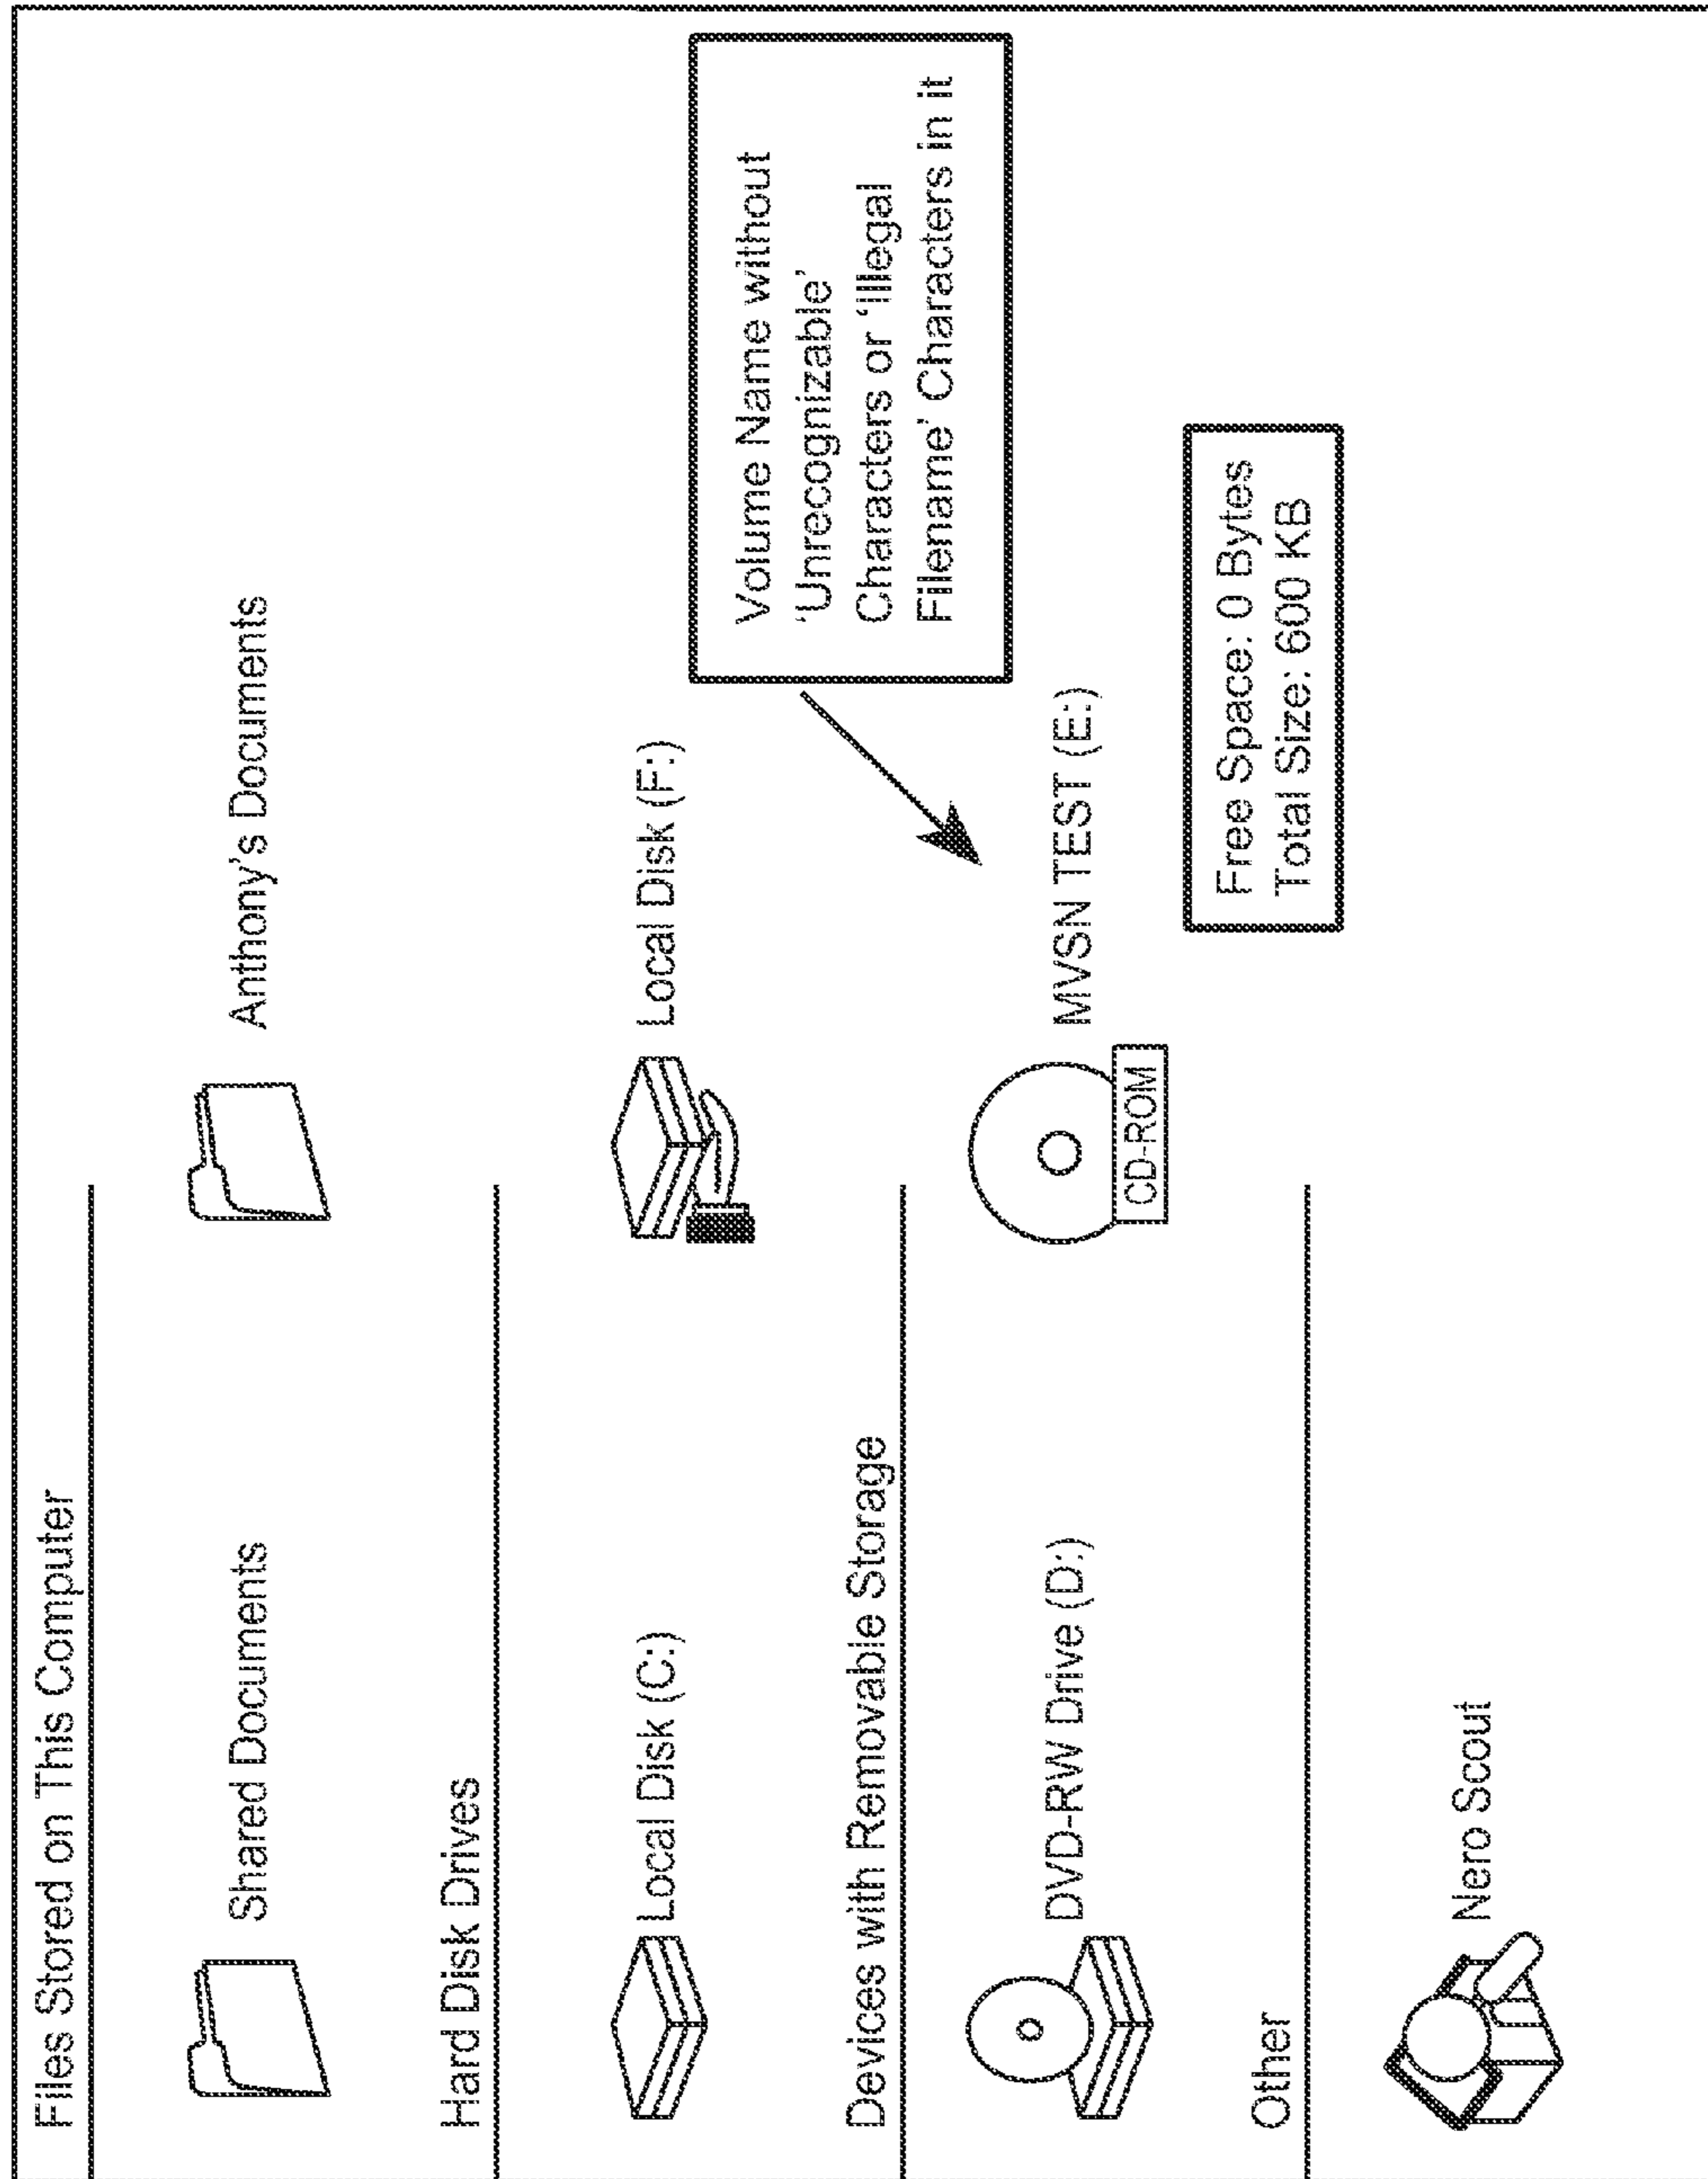 Files Stored on This Computer
Shared Documents
Anthony's Documents
Hard Disk Drives
Local Disk (C:)
Local Disk (F:)
Volume Name without
'Unrecognizable'
Characters or 'Illegal
Filename' Characters in it
Devices with Removable Storage
DVD-RW Drive (D:)
MVSN TEST (E:)
CD-ROM
Free Space: 0 Bytes
Total Size: 600 KB
Other
Nero Scout